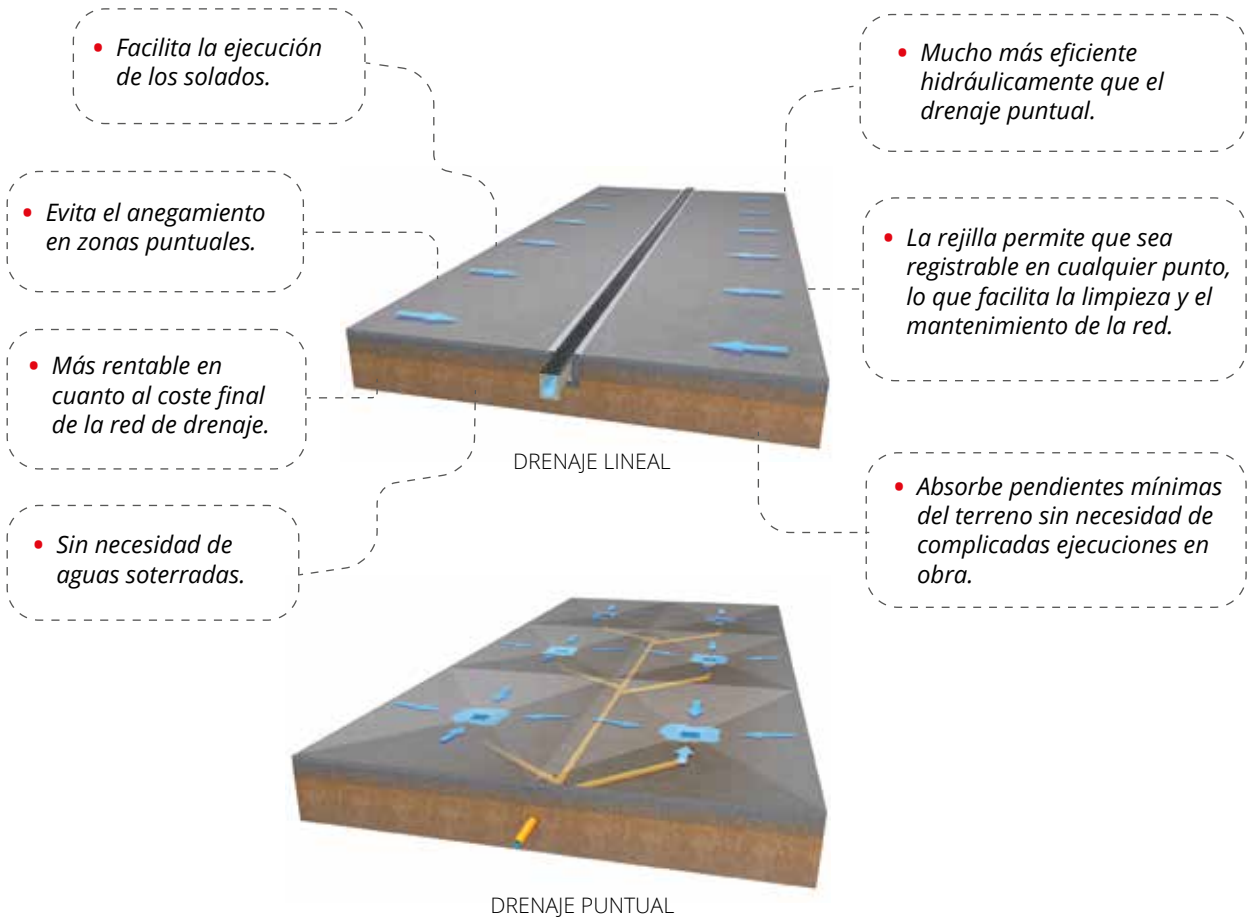 • Facilita la ejecución
de los solados.
• Evita el anegamiento
en zonas puntuales.
• Más rentable en
cuanto al coste final
de la red de drenaje.
• Sin necesidad de
aguas soterradas.
• Mucho más eficiente
hidráulicamente que el
drenaje puntual.
• La rejilla permite que sea
registrable en cualquier punto,
lo que facilita la limpieza y el
mantenimiento de la red.
• Absorbe pendientes mínimas
del terreno sin necesidad de
complicadas ejecuciones en
obra.
DRENAJE LINEAL
DRENAJE PUNTUAL